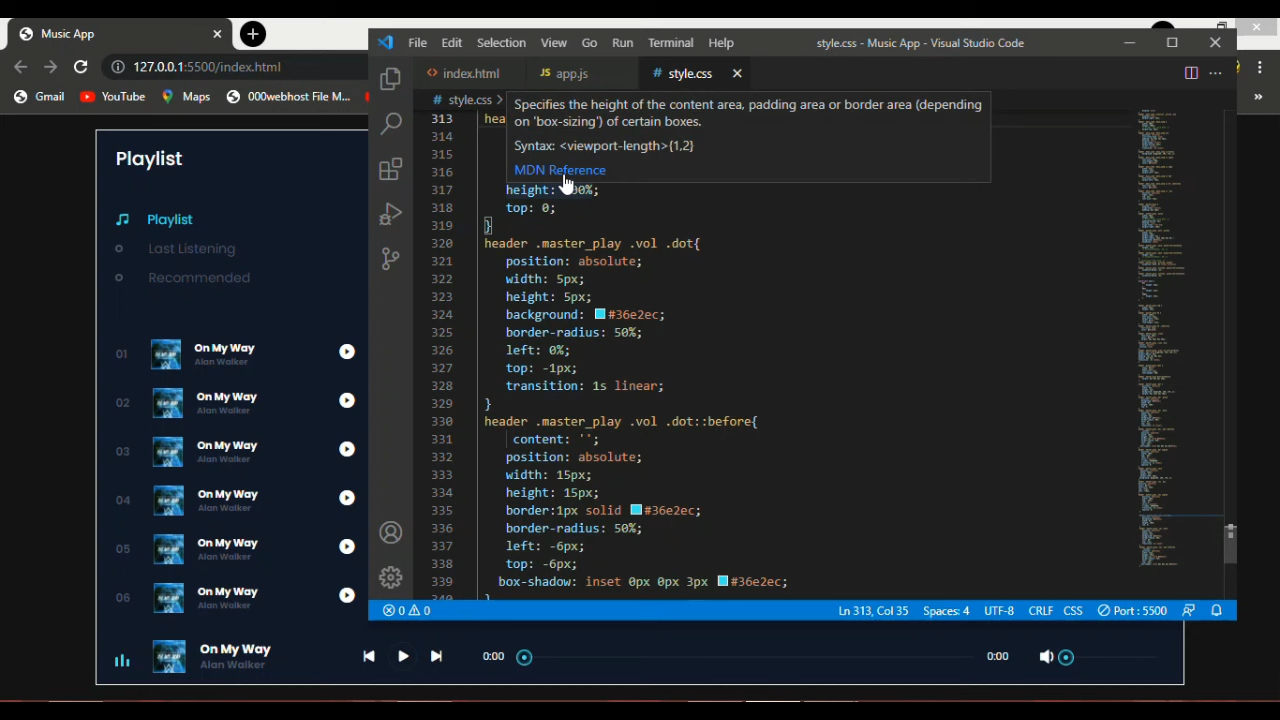 Music App
127.0.0.1:5500/index.html
Gmail
YouTube
Maps
000webhost File M...
Playlist
Playlist
Last Listening
Recommended
01
On My Way
Alan Walker
02
On My Way
Alan Walker
03
On My Way
Alan Walker
04
On My Way
Alan Walker
05
On My Way
Alan Walker
06
On My Way
Alan Walker
On My Way
Alan Walker
0:00
0:00
File Edit Selection View Go Run Terminal Help
style.css - Music App - Visual Studio Code
index.html
JS app.js
# style.css
# style.css >
Specifies the height of the content area, padding area or border area (depending
on 'box-sizing') of certain boxes.
Syntax: <viewport-length>{1,2}
MDN Reference
313 hea
314
315
316
317 height: 00%;
318 top: 0;
319 }
320 header .master_play .vol .dot{
321 position: absolute;
322 width: 5px;
323 height: 5px;
324 background: #36e2ec;
325 border-radius: 50%;
326 left: 0%;
327 top: -1px;
328 transition: 1s linear;
329 }
330 header .master_play .vol .dot::before{
331 content: '';
332 position: absolute;
333 width: 15px;
334 height: 15px;
335 border:1px solid #36e2ec;
336 border-radius: 50%;
337 left: -6px;
338 top: -6px;
339 box-shadow: inset 0px 0px 3px #36e2ec;
340 }
0 0
Ln 313, Col 35 Spaces: 4 UTF-8 CRLF CSS Port : 5500